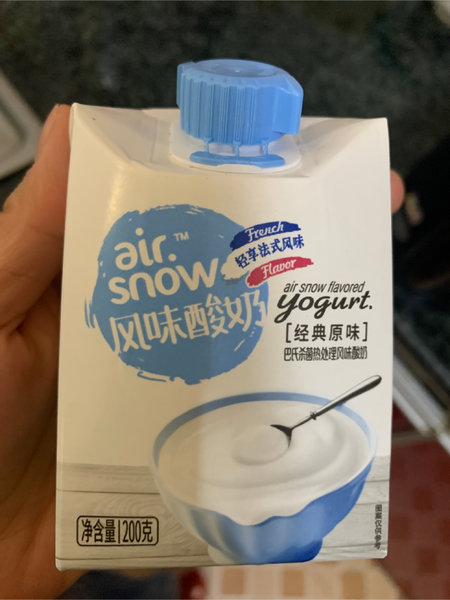 air.™
snow
风味酸奶
French
轻享法式风味
Flavor
air snow flavored
yogurt.
[经典原味]
巴氏杀菌热处理风味酸奶
净含量|200克
图案仅供参考